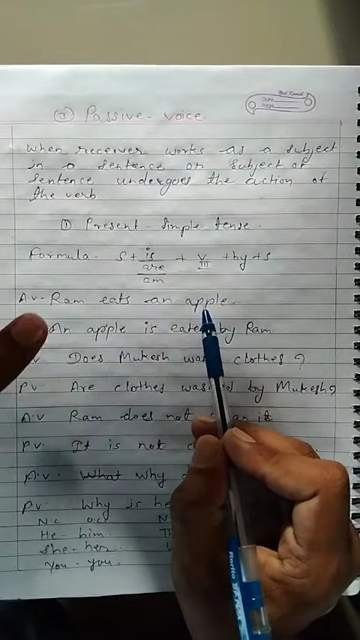 ② Passive-voice.
When receiver works as a subject
in a sentence or subject of
sentence undergoes the action of
the verb
① Present-Simple tense.
Formula- S + is/are/am + V III + by + S
A.V- Ram eats an apple.
An apple is eaten by Ram
Does Mukesh wash clothes?
P.V. Are clothes washed by Mukesh?
A.V. Ram does not
P.V. It is not
A.V. What why
P.V. Why is he
N.C O.C N
He- him
She- her
You- you